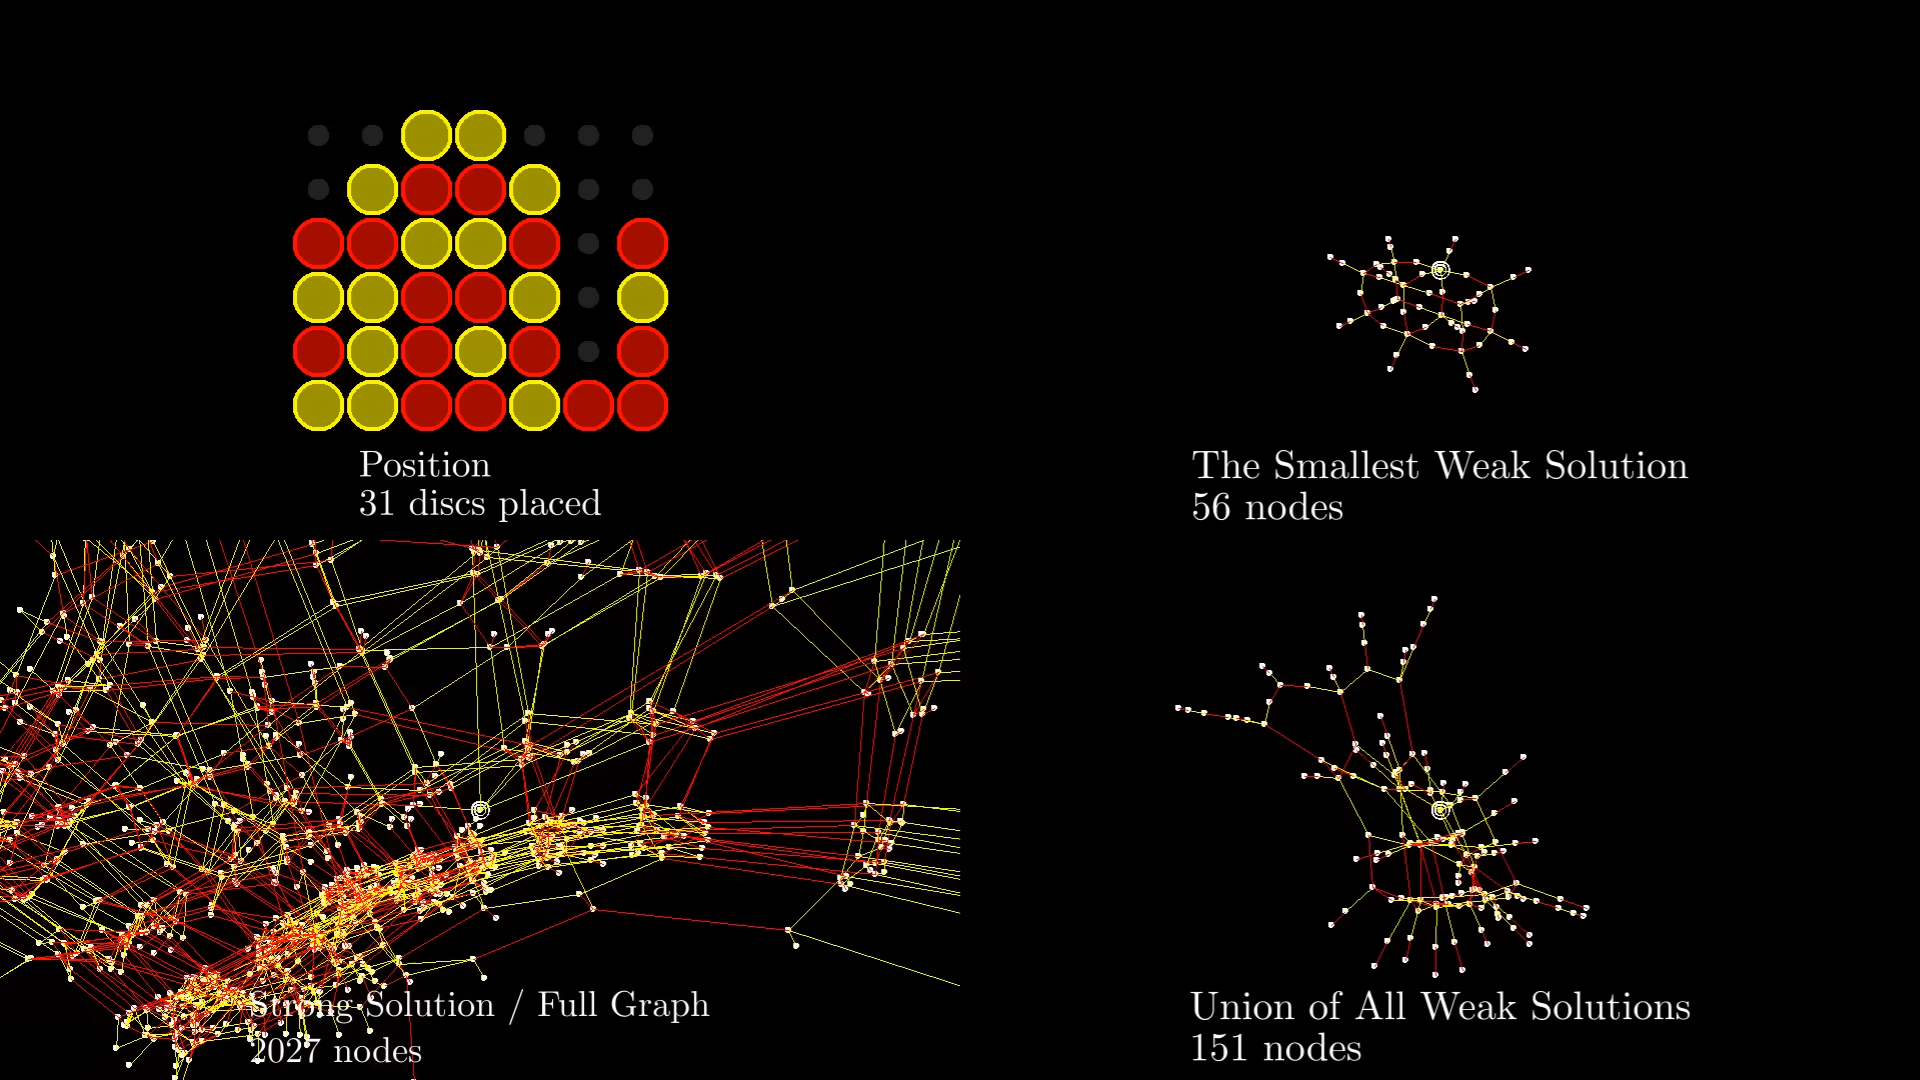 Position
31 discs placed
The Smallest Weak Solution
56 nodes
Strong Solution / Full Graph
2027 nodes
Union of All Weak Solutions
151 nodes